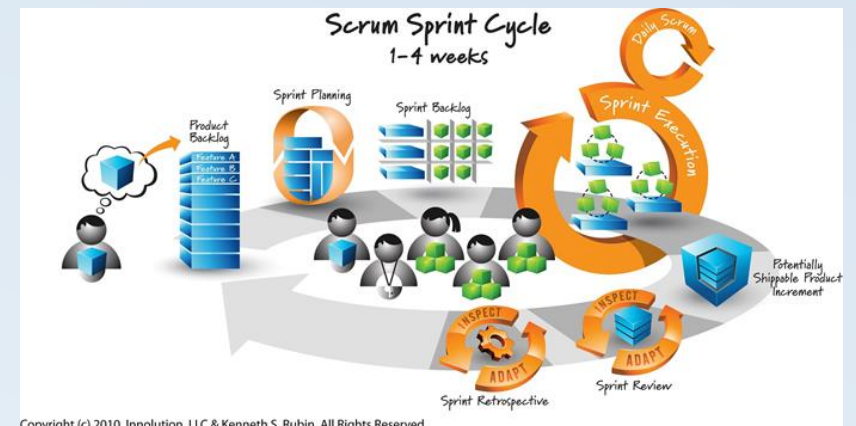 Scrum Sprint Cycle
1-4 weeks
Daily Scrum
Sprint Planning
Sprint Backlog
Sprint Execution
Product
Backlog
Feature A
Feature B
Feature C
Potentially
Shippable Product
Increment
INSPECT
ADAPT
INSPECT
ADAPT
Sprint Review
Sprint Retrospective
Copyright (c) 2010, Innolution, LLC & Kenneth S. Rubin. All Rights Reserved.